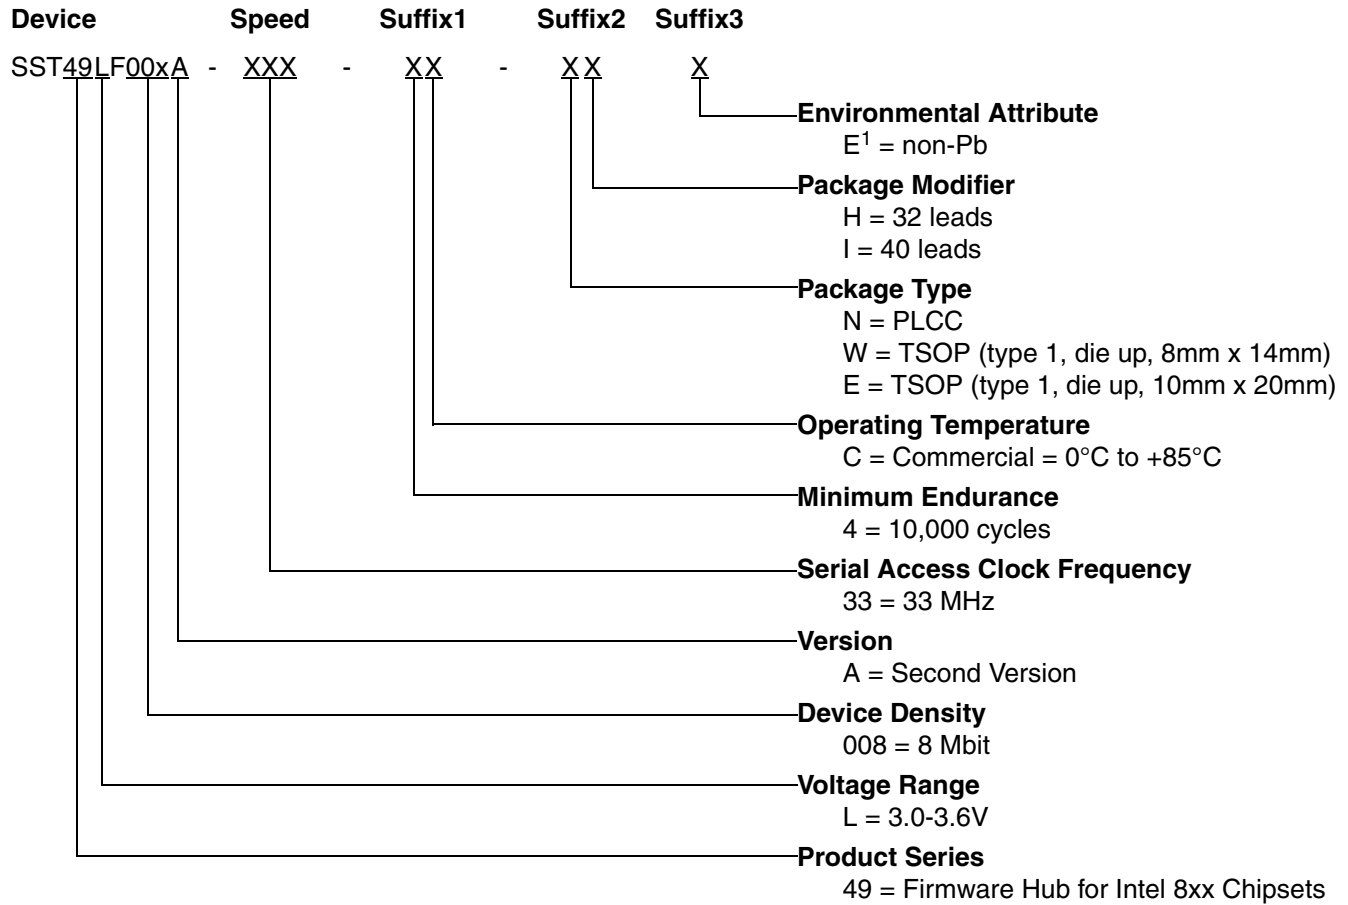 Device Speed Suffix1 Suffix2 Suffix3
SST49LF00xA - XXX - XX - XX X
Environmental Attribute
E¹ = non-Pb
Package Modifier
H = 32 leads
I = 40 leads
Package Type
N = PLCC
W = TSOP (type 1, die up, 8mm x 14mm)
E = TSOP (type 1, die up, 10mm x 20mm)
Operating Temperature
C = Commercial = 0°C to +85°C
Minimum Endurance
4 = 10,000 cycles
Serial Access Clock Frequency
33 = 33 MHz
Version
A = Second Version
Device Density
008 = 8 Mbit
Voltage Range
L = 3.0-3.6V
Product Series
49 = Firmware Hub for Intel 8xx Chipsets